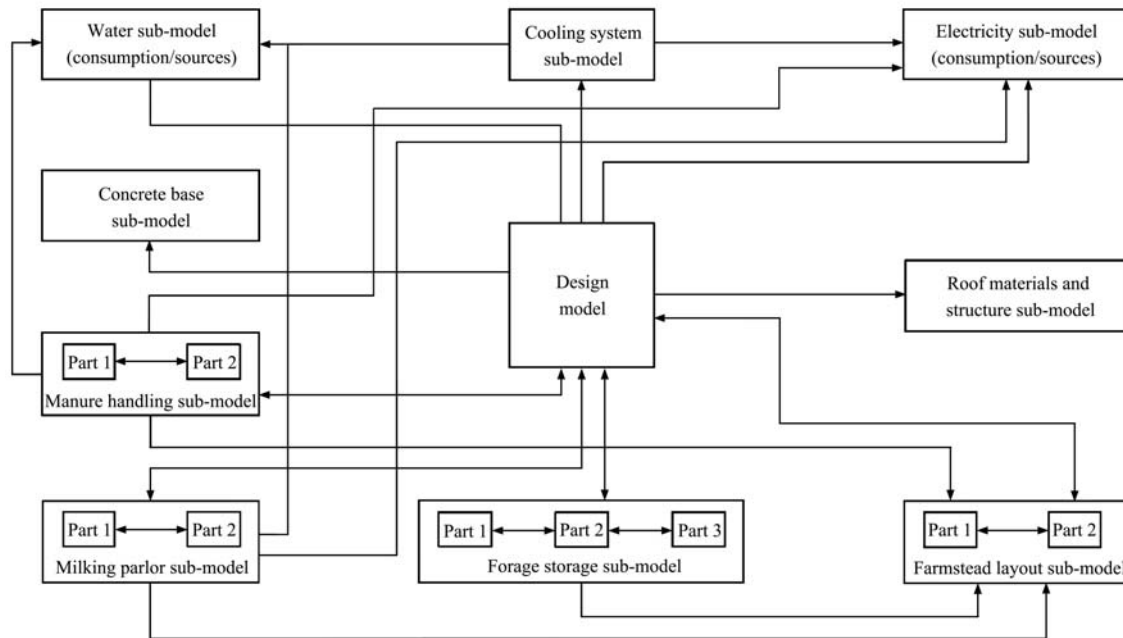 Water sub-model
(consumption/sources)
Cooling system
sub-model
Electricity sub-model
(consumption/sources)
Concrete base
sub-model
Design
model
Roof materials and
structure sub-model
Part 1
Part 2
Manure handling sub-model
Part 1
Part 2
Milking parlor sub-model
Part 1
Part 2
Part 3
Forage storage sub-model
Part 1
Part 2
Farmstead layout sub-model